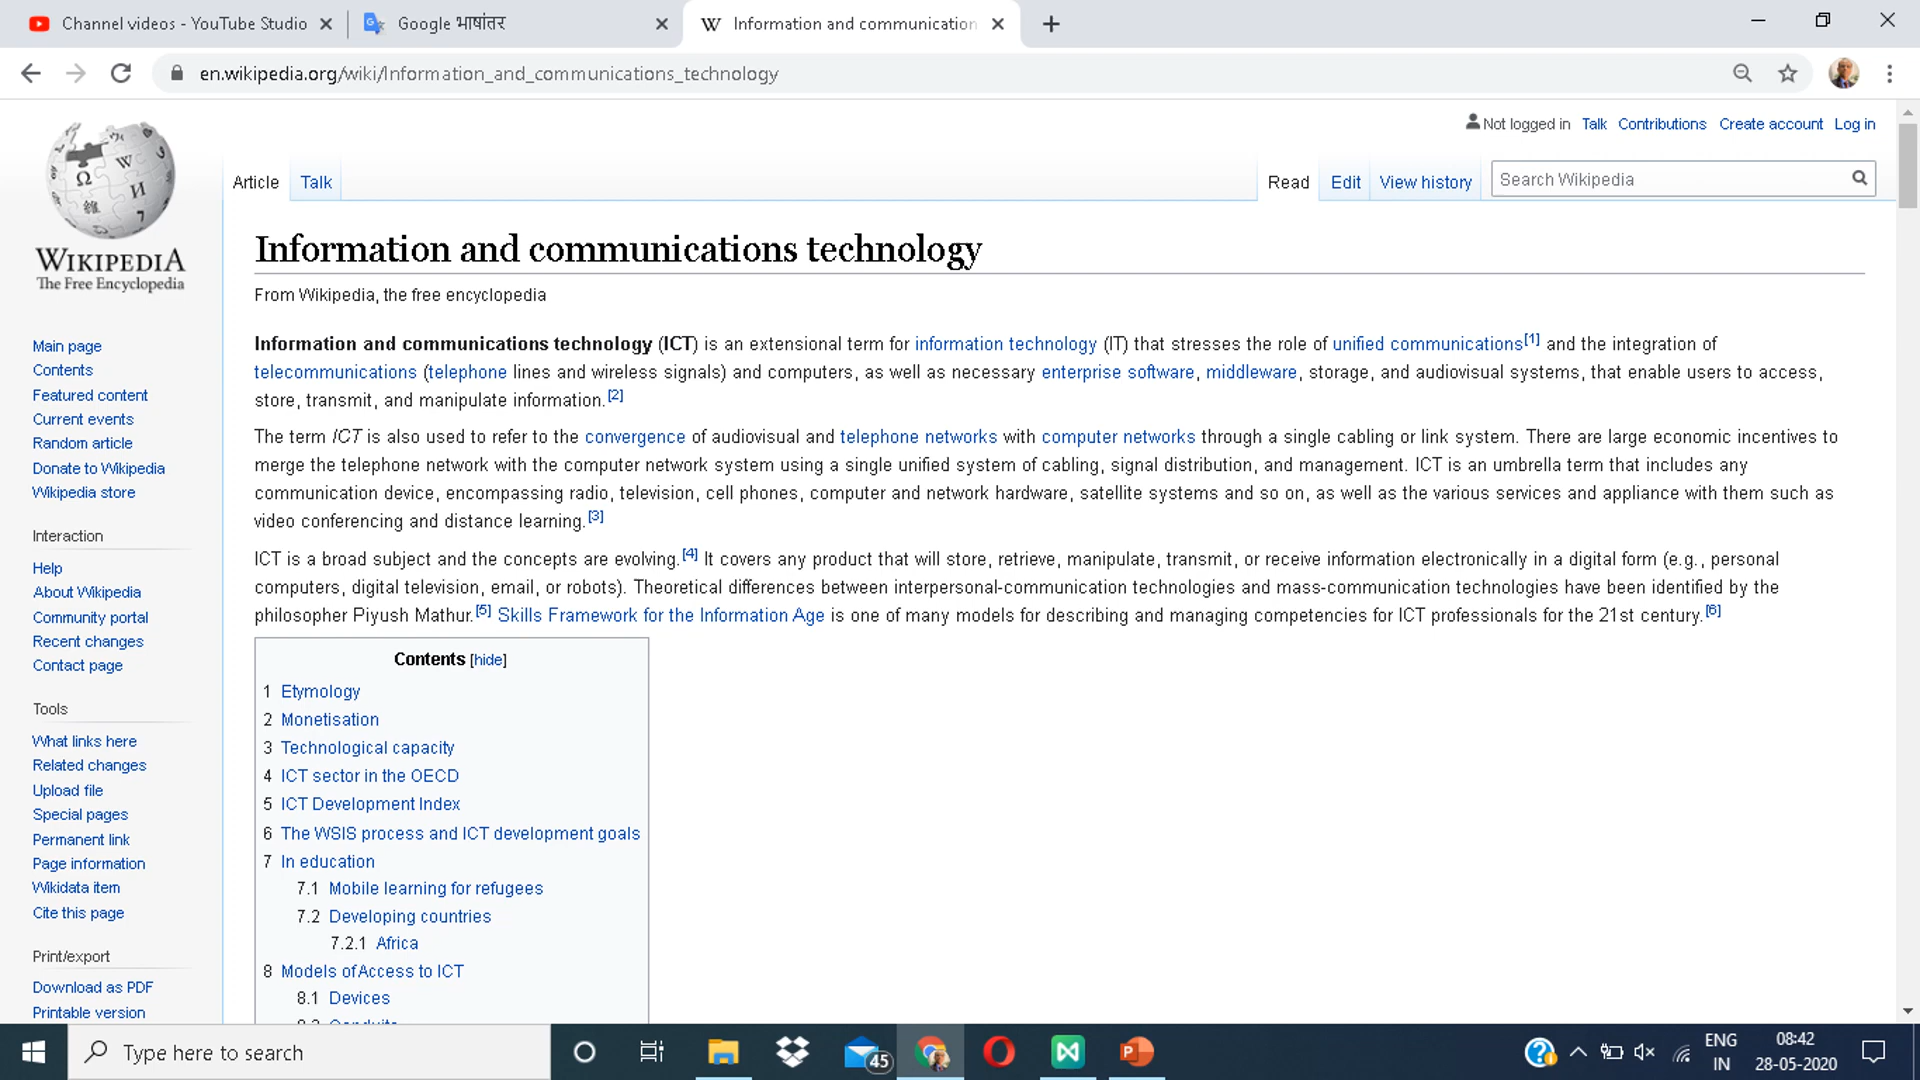 Channel videos - YouTube Studio
Google भाषांतर
Information and communication
en.wikipedia.org/wiki/Information_and_communications_technology
Not logged in Talk Contributions Create account Log in
Article Talk Read Edit View history Search Wikipedia
WIKIPEDIA
The Free Encyclopedia
Main page
Contents
Featured content
Current events
Random article
Donate to Wikipedia
Wikipedia store
Interaction
Help
About Wikipedia
Community portal
Recent changes
Contact page
Tools
What links here
Related changes
Upload file
Special pages
Permanent link
Page information
Wikidata item
Cite this page
Print/export
Download as PDF
Printable version
Information and communications technology
From Wikipedia, the free encyclopedia
Information and communications technology (ICT) is an extensional term for information technology (IT) that stresses the role of unified communications[1] and the integration of
telecommunications (telephone lines and wireless signals) and computers, as well as necessary enterprise software, middleware, storage, and audiovisual systems, that enable users to access,
store, transmit, and manipulate information.[2]
The term ICT is also used to refer to the convergence of audiovisual and telephone networks with computer networks through a single cabling or link system. There are large economic incentives to
merge the telephone network with the computer network system using a single unified system of cabling, signal distribution, and management. ICT is an umbrella term that includes any
communication device, encompassing radio, television, cell phones, computer and network hardware, satellite systems and so on, as well as the various services and appliance with them such as
video conferencing and distance learning.[3]
ICT is a broad subject and the concepts are evolving.[4] It covers any product that will store, retrieve, manipulate, transmit, or receive information electronically in a digital form (e.g., personal
computers, digital television, email, or robots). Theoretical differences between interpersonal-communication technologies and mass-communication technologies have been identified by the
philosopher Piyush Mathur.[5] Skills Framework for the Information Age is one of many models for describing and managing competencies for ICT professionals for the 21st century.[6]
Contents [hide]
1 Etymology
2 Monetisation
3 Technological capacity
4 ICT sector in the OECD
5 ICT Development Index
6 The WSIS process and ICT development goals
7 In education
7.1 Mobile learning for refugees
7.2 Developing countries
7.2.1 Africa
8 Models of Access to ICT
8.1 Devices
Type here to search
45
ENG
IN
08:42
28-05-2020